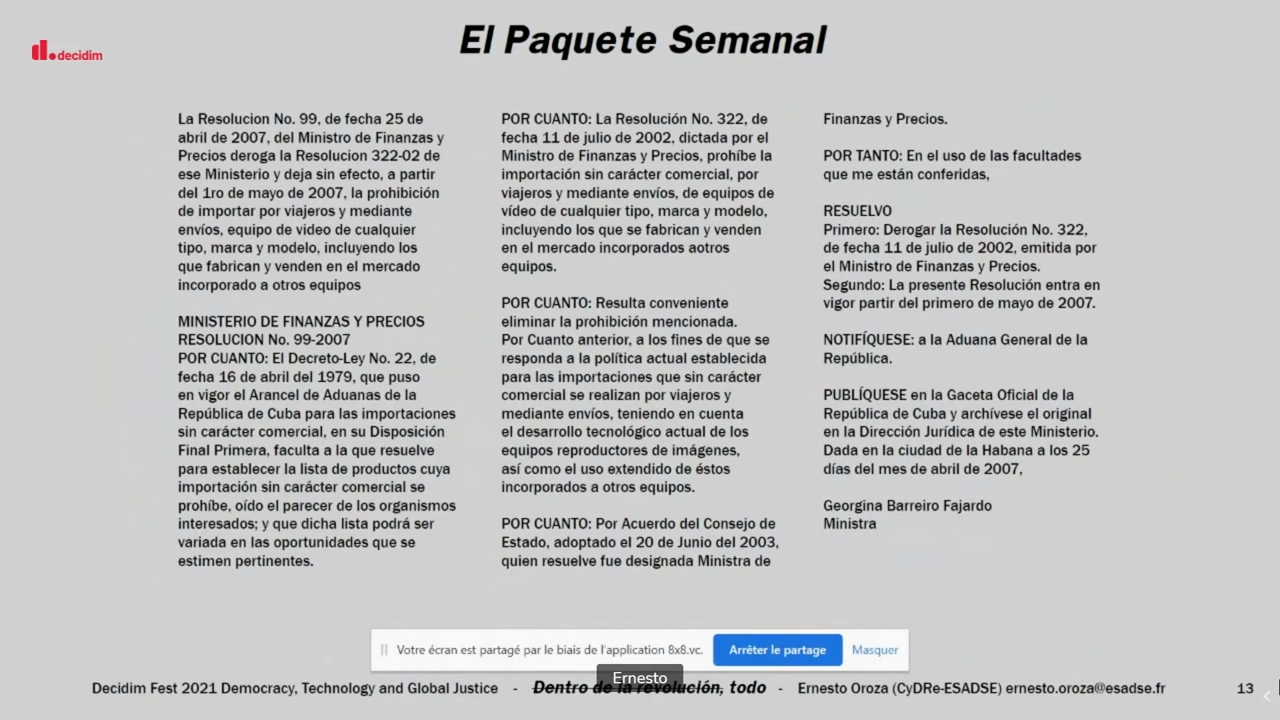 El Paquete Semanal
decidim
La Resolucion No. 99, de fecha 25 de
abril de 2007, del Ministro de Finanzas y
Precios deroga la Resolucion 322-02 de
ese Ministerio y deja sin efecto, a partir
del 1ro de mayo de 2007, la prohibición
de importar por viajeros y mediante
envíos, equipo de video de cualquier
tipo, marca y modelo, incluyendo los
que fabrican y venden en el mercado
incorporado a otros equipos
MINISTERIO DE FINANZAS Y PRECIOS
RESOLUCION No. 99-2007
POR CUANTO: El Decreto-Ley No. 22, de
fecha 16 de abril del 1979, que puso
en vigor el Arancel de Aduanas de la
República de Cuba para las importaciones
sin carácter comercial, en su Disposición
Final Primera, faculta a la que resuelve
para establecer la lista de productos cuya
importación sin carácter comercial se
prohíbe, oído el parecer de los organismos
interesados; y que dicha lista podrá ser
variada en las oportunidades que se
estimen pertinentes.
POR CUANTO: La Resolución No. 322, de
fecha 11 de julio de 2002, dictada por el
Ministro de Finanzas y Precios, prohíbe la
importación sin carácter comercial, por
viajeros y mediante envíos, de equipos de
vídeo de cualquier tipo, marca y modelo,
incluyendo los que se fabrican y venden
en el mercado incorporados aotros
equipos.
POR CUANTO: Resulta conveniente
eliminar la prohibición mencionada.
Por Cuanto anterior, a los fines de que se
responda a la política actual establecida
para las importaciones que sin carácter
comercial se realizan por viajeros y
mediante envíos, teniendo en cuenta
el desarrollo tecnológico actual de los
equipos reproductores de imágenes,
así como el uso extendido de éstos
incorporados a otros equipos.
POR CUANTO: Por Acuerdo del Consejo de
Estado, adoptado el 20 de Junio del 2003,
quien resuelve fue designada Ministra de
Finanzas y Precios.
POR TANTO: En el uso de las facultades
que me están conferidas,
RESUELVO
Primero: Derogar la Resolución No. 322,
de fecha 11 de julio de 2002, emitida por
el Ministro de Finanzas y Precios.
Segundo: La presente Resolución entra en
vigor partir del primero de mayo de 2007.
NOTIFÍQUESE: a la Aduana General de la
República.
PUBLÍQUESE en la Gaceta Oficial de la
República de Cuba y archívese el original
en la Dirección Jurídica de este Ministerio.
Dada en la ciudad de la Habana a los 25
días del mes de abril de 2007,
Georgina Barreiro Fajardo
Ministra
Votre écran est partagé par le biais de l'application 8x8.vc. Arrêter le partage Masquer
Ernesto
Decidim Fest 2021 Democracy, Technology and Global Justice - Dentro de la revolución, todo - Ernesto Oroza (CyDRe-ESADSE) ernesto.oroza@esadse.fr 13